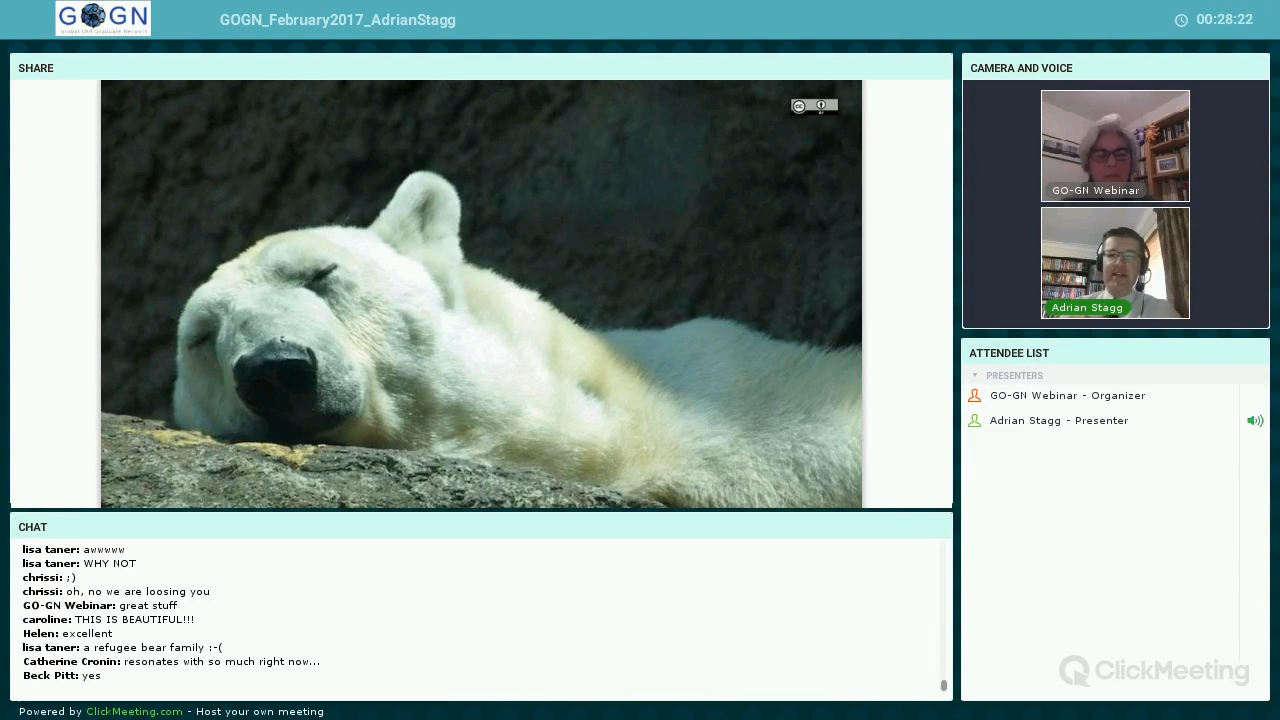 GOGN
Global OER Graduate Network
GOGN_February2017_AdrianStagg
00:28:22
SHARE
cc
BY
CAMERA AND VOICE
GO-GN Webinar
Adrian Stagg
ATTENDEE LIST
PRESENTERS
GO-GN Webinar - Organizer
Adrian Stagg - Presenter
CHAT
lisa taner: awwwww
lisa taner: WHY NOT
chrissi: ;)
chrissi: oh, no we are loosing you
GO-GN Webinar: great stuff
caroline: THIS IS BEAUTIFUL!!!
Helen: excellent
lisa taner: a refugee bear family :-(
Catherine Cronin: resonates with so much right now...
Beck Pitt: yes
ClickMeeting
Powered by ClickMeeting.com - Host your own meeting